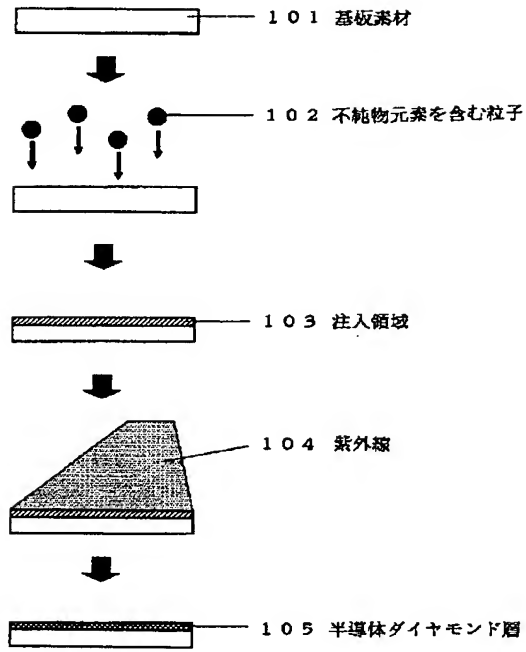 101 基板素材
102 不純物元素を含む粒子
103 注入領域
104 紫外線
105 半導体ダイヤモンド層